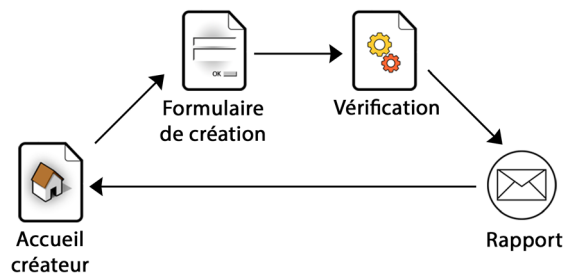 OK
Formulaire
de création
Vérification
Accueil
créateur
Rapport